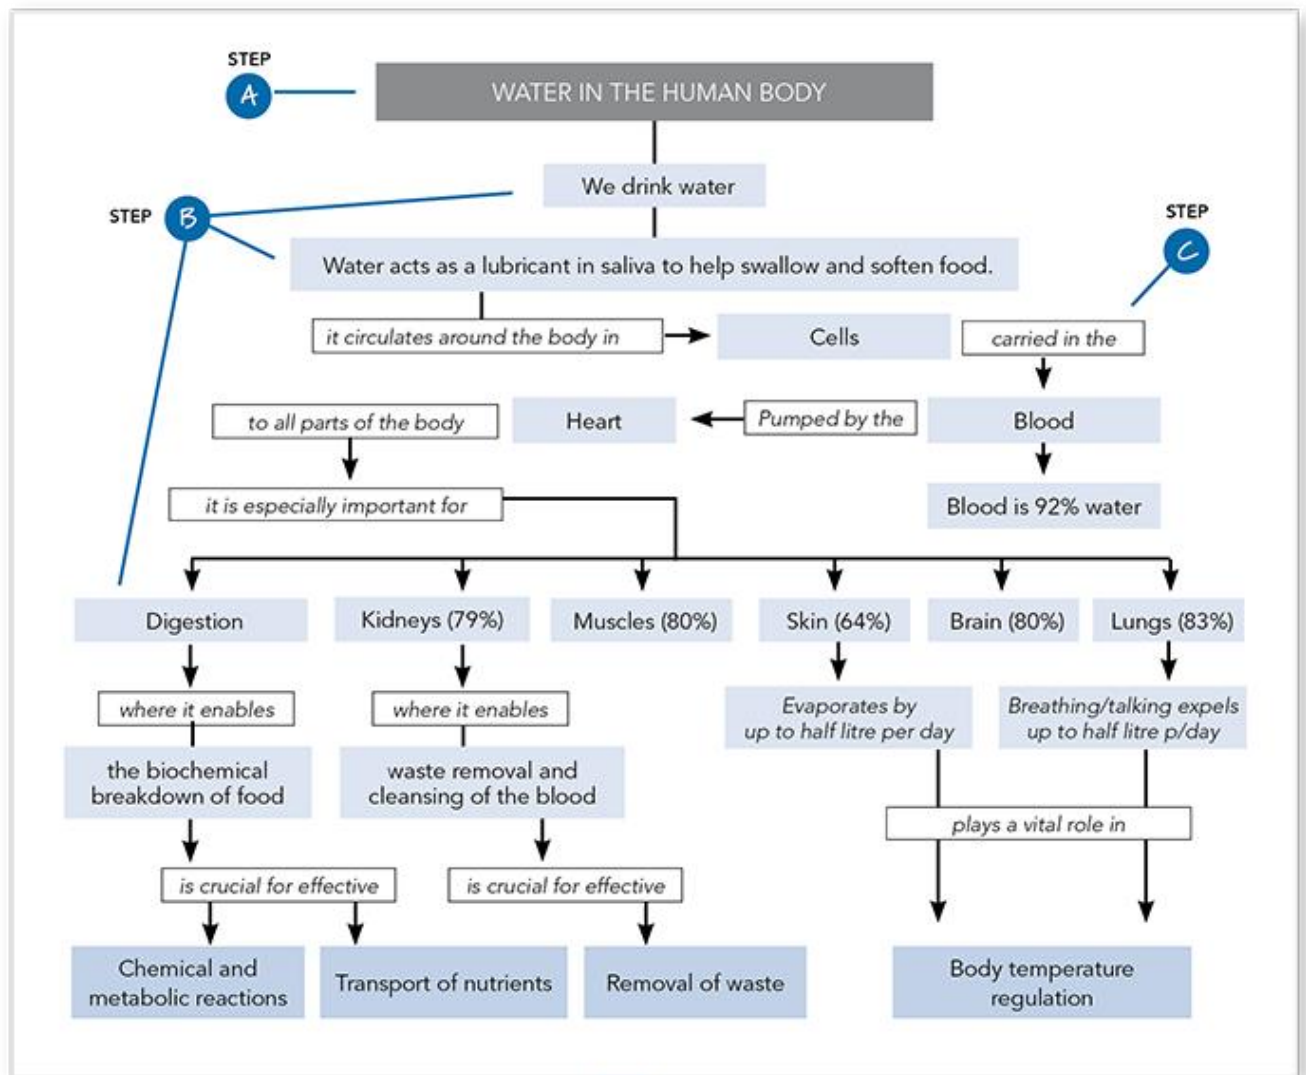 STEP
A
WATER IN THE HUMAN BODY
We drink water
STEP
B
STEP
C
Water acts as a lubricant in saliva to help swallow and soften food.
it circulates around the body in
Cells
carried in the
to all parts of the body
Heart
Pumped by the
Blood
it is especially important for
Blood is 92% water
Digestion
Kidneys (79%)
Muscles (80%)
Skin (64%)
Brain (80%)
Lungs (83%)
where it enables
where it enables
Evaporates by
up to half litre per day
Breathing/talking expels
up to half litre p/day
the biochemical
breakdown of food
waste removal and
cleansing of the blood
plays a vital role in
is crucial for effective
is crucial for effective
Chemical and
metabolic reactions
Transport of nutrients
Removal of waste
Body temperature
regulation